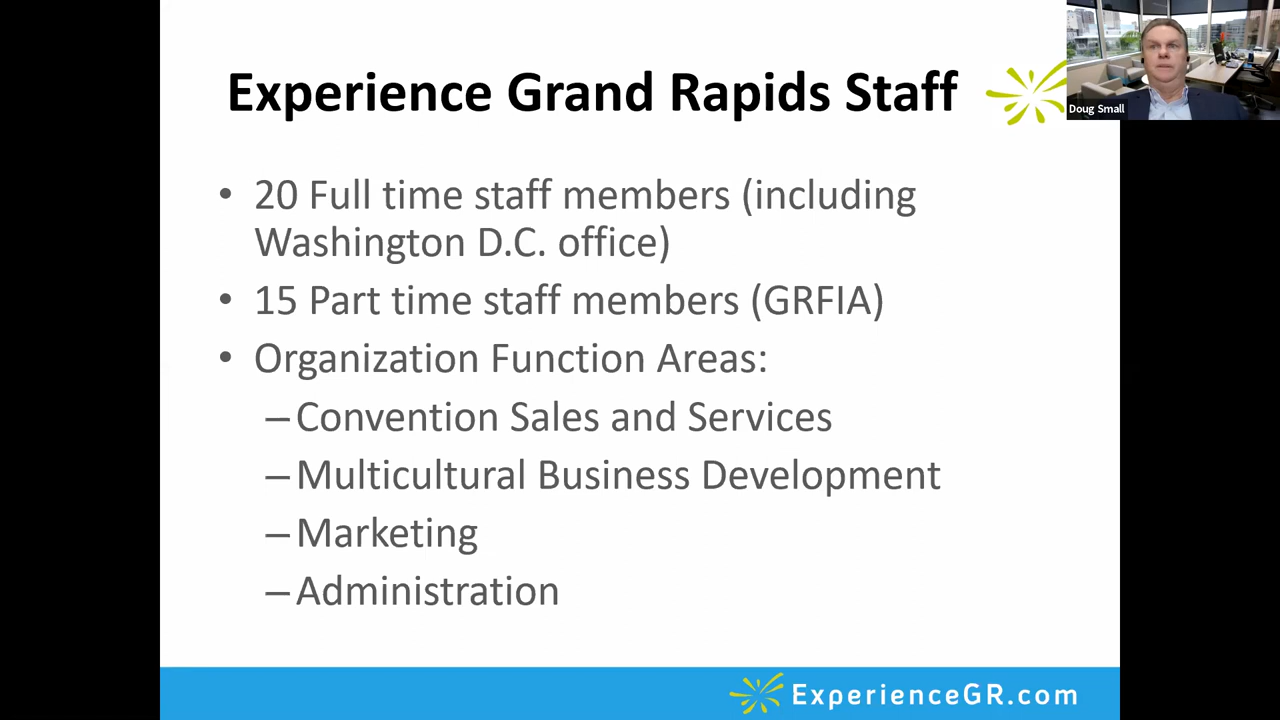 Experience Grand Rapids Staff
Doug Small
• 20 Full time staff members (including
Washington D.C. office)
• 15 Part time staff members (GRFIA)
• Organization Function Areas:
– Convention Sales and Services
– Multicultural Business Development
– Marketing
– Administration
ExperienceGR.com